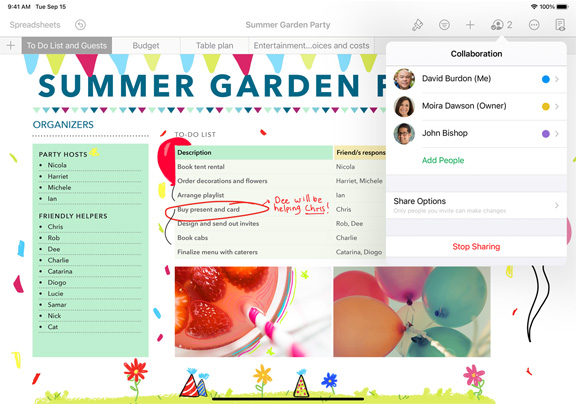 9:41 AM Tue Sep 15
100%
Spreadsheets
Summer Garden Party
2
To Do List and Guests
Budget
Table plan
Entertainment...oices and costs
SUMMER GARDEN
ORGANIZERS
PARTY HOSTS
• Nicola
• Harriet
• Michele
• Ian
FRIENDLY HELPERS
• Chris
• Rob
• Dee
• Charlie
• Catarina
• Diogo
• Lucie
• Samar
• Nick
• Cat
TO-DO LIST
Description Friend/s respons
Book tent rental Nicola
Order decorations and flowers Harriet, Michele
Arrange playlist Ian
Buy present and card Chris
Design and send out invites Rob, Dee
Book cabs Charlie
Finalize menu with caterers Catarina, Diogo
Dee will be
helping Chris!
Collaboration
David Burdon (Me)
Moira Dawson (Owner)
John Bishop
Add People
Share Options
Only people you invite can make changes
Stop Sharing